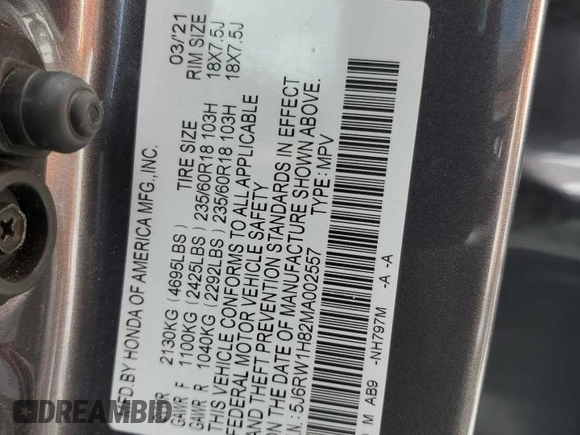 ED BY HONDA OF AMERICA MFG.,INC. 03/'21
R 2130KG (4695LBS) TIRE SIZE RIM SIZE
GAWR F 1100KG (2425LBS) 235/60R18 103H 18X7.5J
GAWR R 1040KG (2292LBS) 235/60R18 103H 18X7.5J
THIS VEHICLE CONFORMS TO ALL APPLICABLE
FEDERAL MOTOR VEHICLE SAFETY
AND THEFT PREVENTION STANDARDS IN EFFECT
N THE DATE OF MANUFACTURE SHOWN ABOVE.
.N.:5J6RW1H82MA002557 TYPE:MPV
O M AB9 -NH797M -A -A
DREAMBID